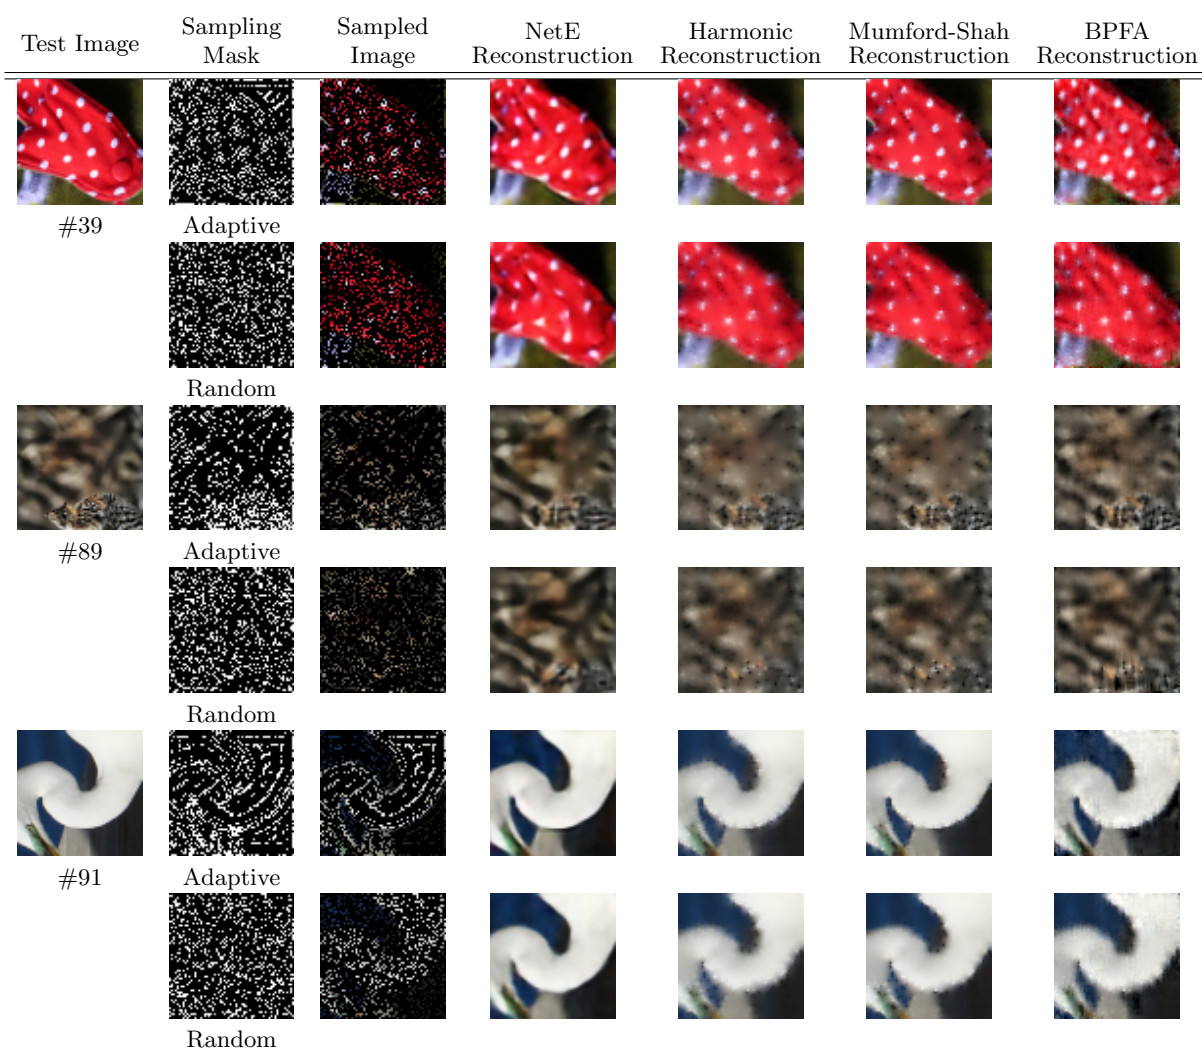 Test Image
Sampling
Mask
Sampled
Image
NetE
Reconstruction
Harmonic
Reconstruction
Mumford-Shah
Reconstruction
BPFA
Reconstruction
#39
Adaptive
Random
#89
Adaptive
Random
#91
Adaptive
Random